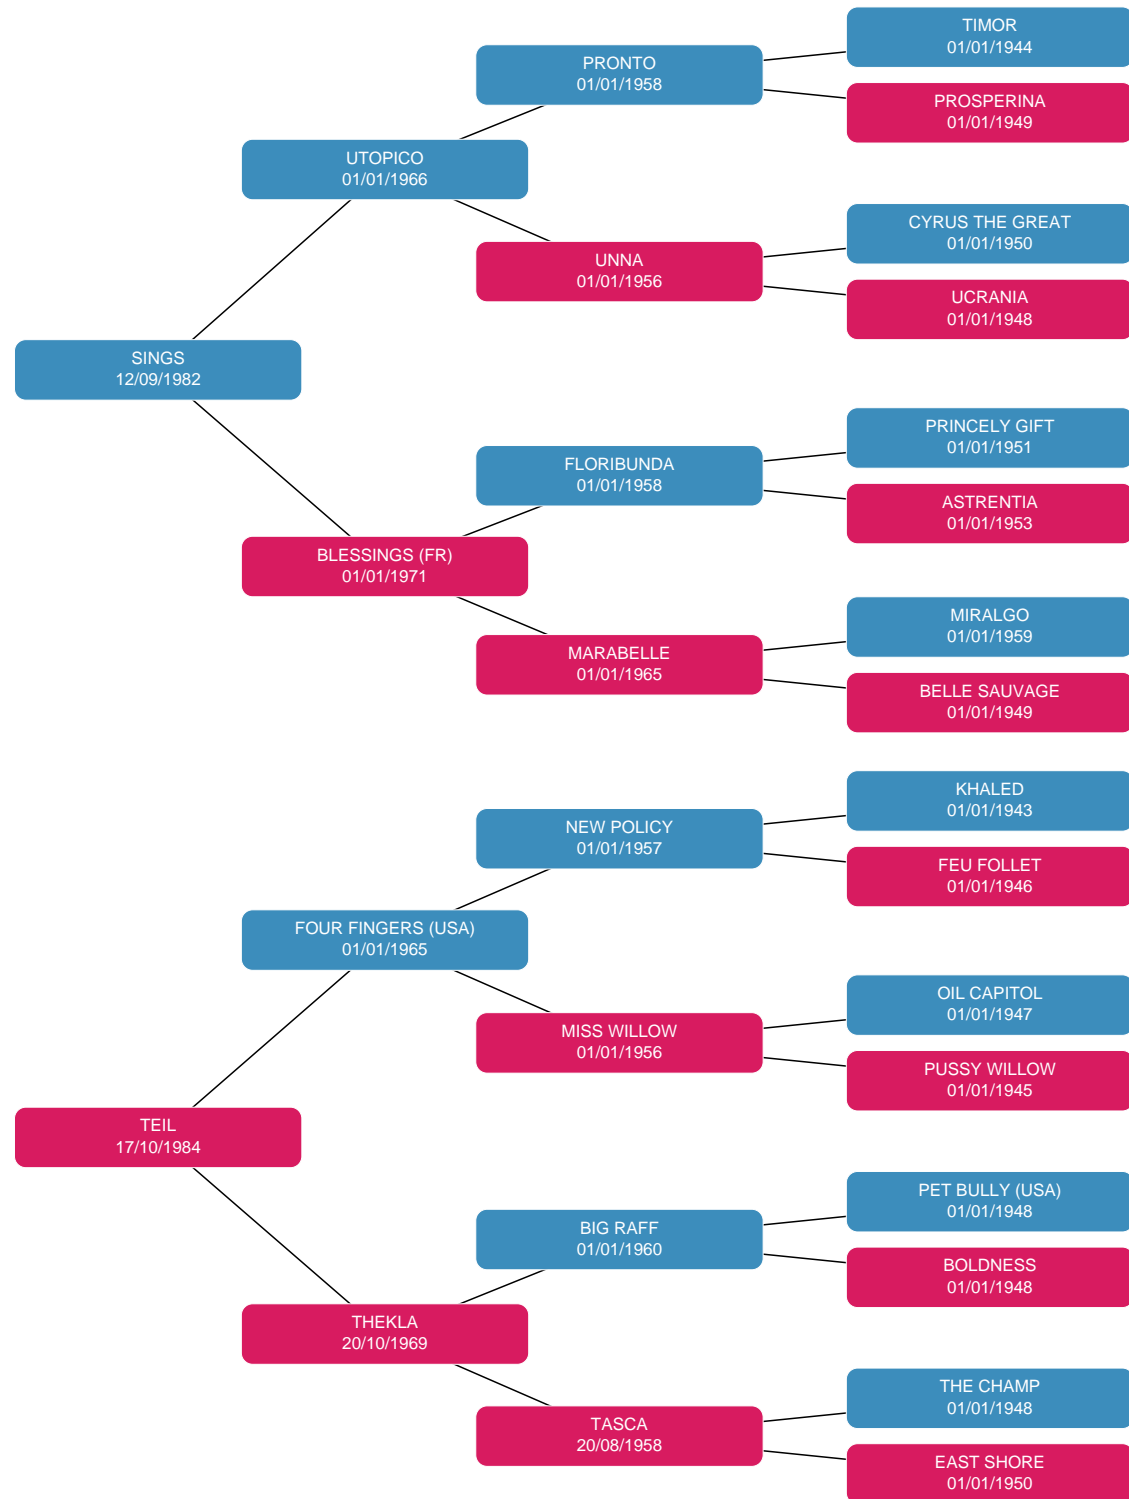 TIMOR
01/01/1944
PRONTO
01/01/1958
PROSPERINA
01/01/1949
UTOPICO
01/01/1966
CYRUS THE GREAT
01/01/1950
UNNA
01/01/1956
UCRANIA
01/01/1948
SINGS
12/09/1982
PRINCELY GIFT
01/01/1951
FLORIBUNDA
01/01/1958
ASTRENTIA
01/01/1953
BLESSINGS (FR)
01/01/1971
MIRALGO
01/01/1959
MARABELLE
01/01/1965
BELLE SAUVAGE
01/01/1949
KHALED
01/01/1943
NEW POLICY
01/01/1957
FEU FOLLET
01/01/1946
FOUR FINGERS (USA)
01/01/1965
OIL CAPITOL
01/01/1947
MISS WILLOW
01/01/1956
PUSSY WILLOW
01/01/1945
TEIL
17/10/1984
PET BULLY (USA)
01/01/1948
BIG RAFF
01/01/1960
BOLDNESS
01/01/1948
THEKLA
20/10/1969
THE CHAMP
01/01/1948
TASCA
20/08/1958
EAST SHORE
01/01/1950